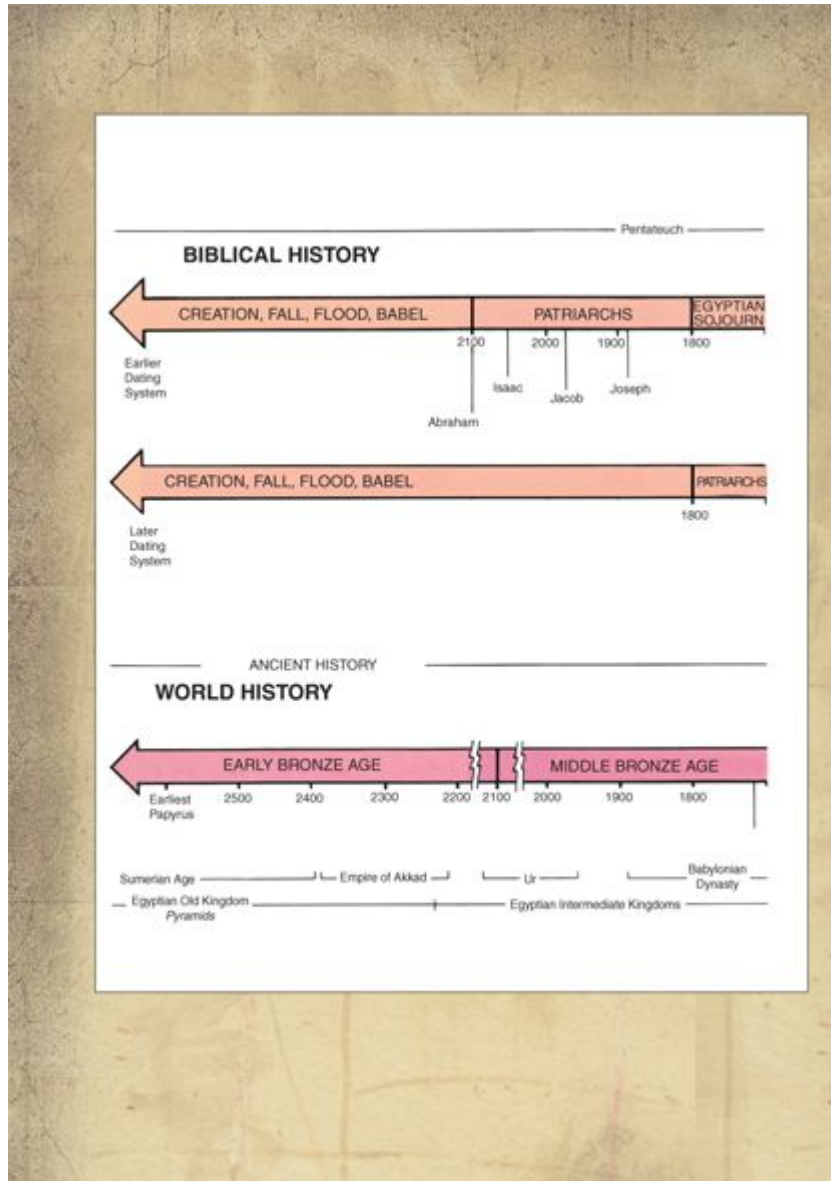 Pentateuch
BIBLICAL HISTORY
CREATION, FALL, FLOOD, BABEL
PATRIARCHS
EGYPTIAN
SOJOURN
2100
2000
1900
1800
Earlier
Dating
System
Abraham
Isaac
Jacob
Joseph
CREATION, FALL, FLOOD, BABEL
PATRIARCHS
1800
Later
Dating
System
ANCIENT HISTORY
WORLD HISTORY
EARLY BRONZE AGE
MIDDLE BRONZE AGE
Earliest
Papyrus
2500
2400
2300
2200
2100
2000
1900
1800
Sumerian Age
Empire of Akkad
Ur
Babylonian
Dynasty
Egyptian Old Kingdom
Pyramids
Egyptian Intermediate Kingdoms